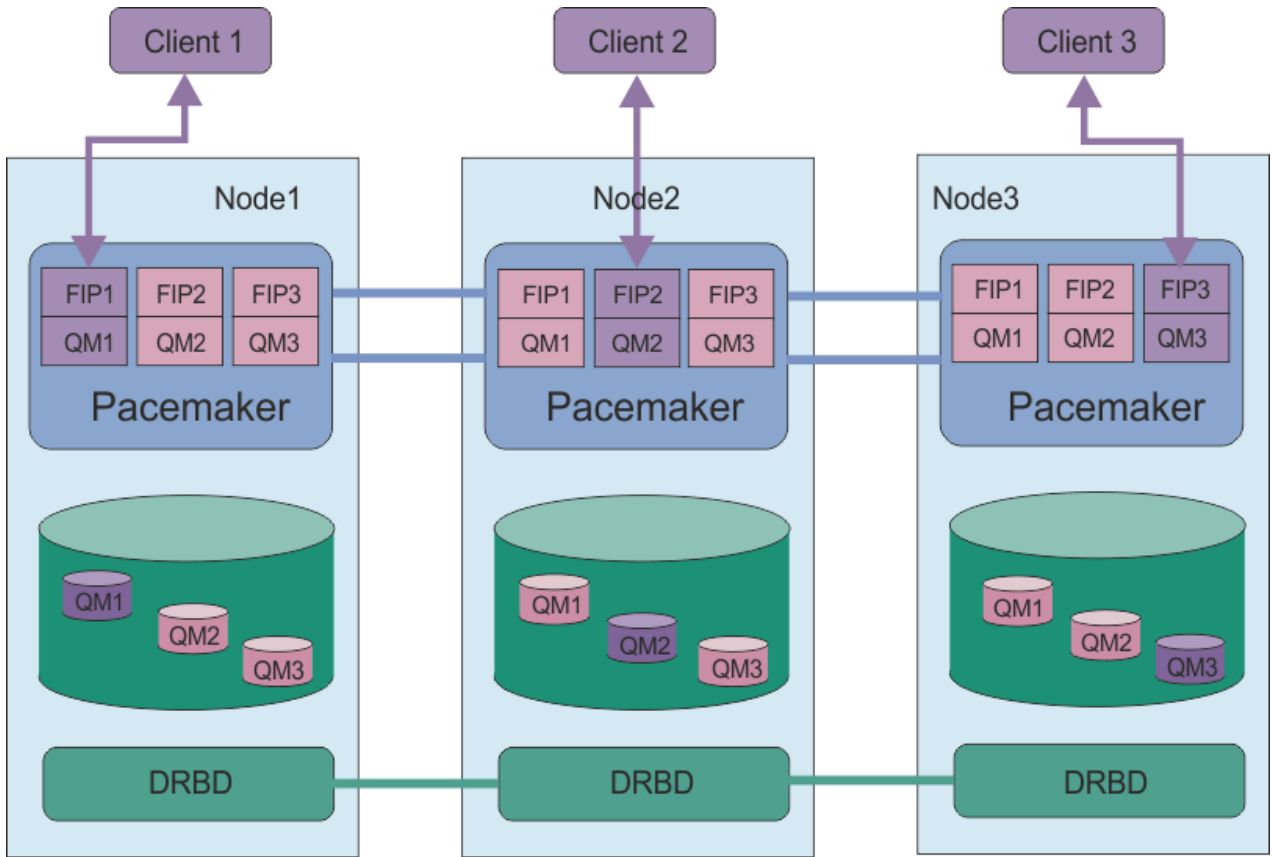 Client 1
Client 2
Client 3
Node1
Node2
Node3
FIP1 FIP2 FIP3
QM1 QM2 QM3
Pacemaker
FIP1 FIP2 FIP3
QM1 QM2 QM3
Pacemaker
FIP1 FIP2 FIP3
QM1 QM2 QM3
Pacemaker
QM1
QM2
QM3
QM1
QM2
QM3
QM1
QM2
QM3
DRBD
DRBD
DRBD